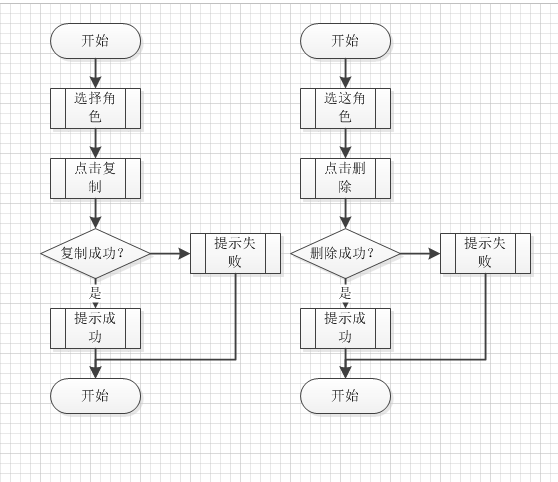 开始
选择角
色
点击复
制
复制成功?
提示失
败
是
提示成
功
开始
开始
选这角
色
点击删
除
删除成功?
提示失
败
是
提示成
功
开始